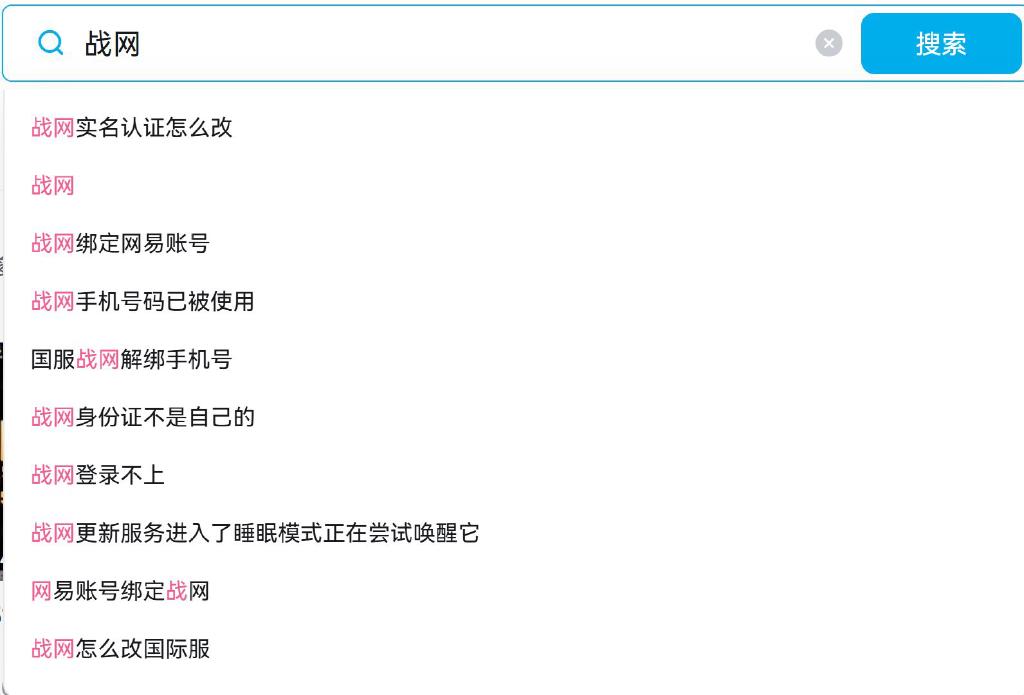 战网
搜索
战网实名认证怎么改
战网
战网绑定网易账号
战网手机号码已被使用
国服战网解绑手机号
战网身份证不是自己的
战网登录不上
战网更新服务进入了睡眠模式正在尝试唤醒它
网易账号绑定战网
战网怎么改国际服